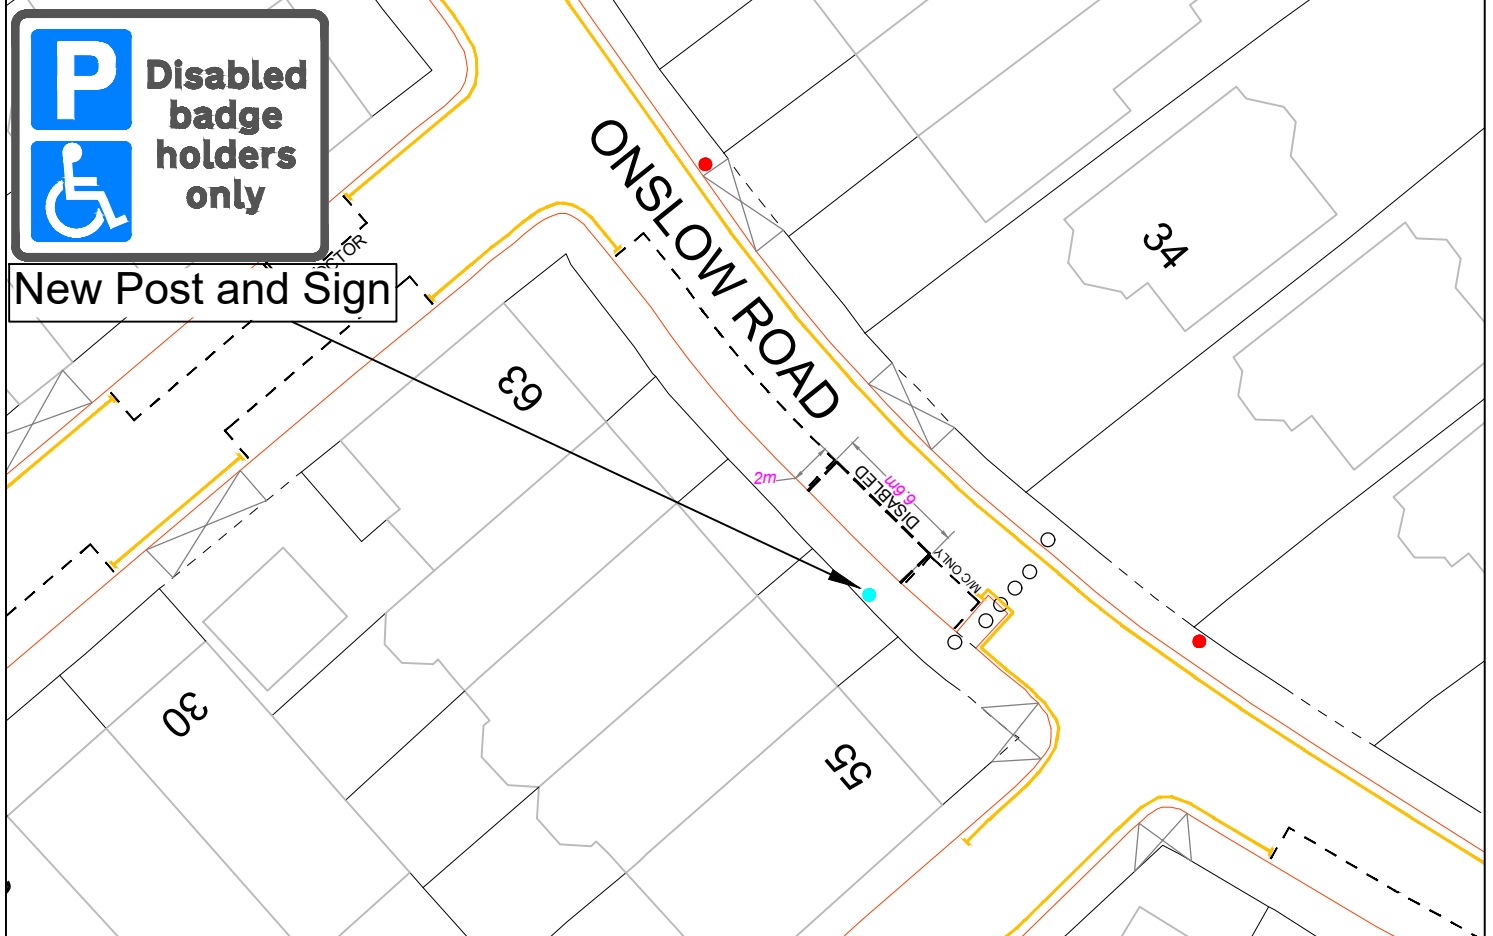 P Disabled
badge
holders
only
New Post and Sign
ONSLOW ROAD
34
63
2m
DISABLED
6.6m
M/C ONLY
30
55